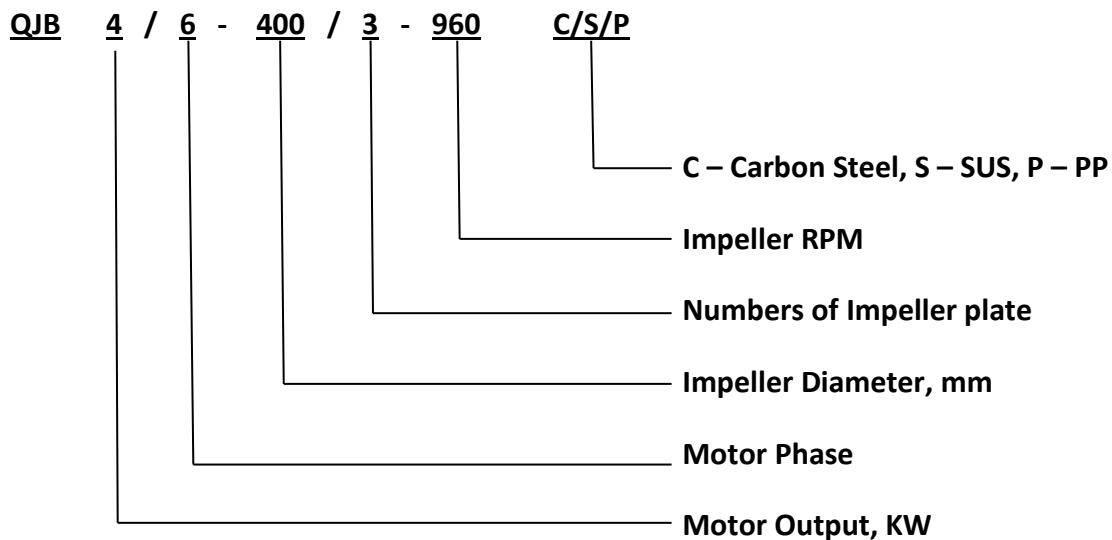 QJB 4 / 6 - 400 / 3 - 960 C/S/P
C – Carbon Steel, S – SUS, P – PP
Impeller RPM
Numbers of Impeller plate
Impeller Diameter, mm
Motor Phase
Motor Output, KW